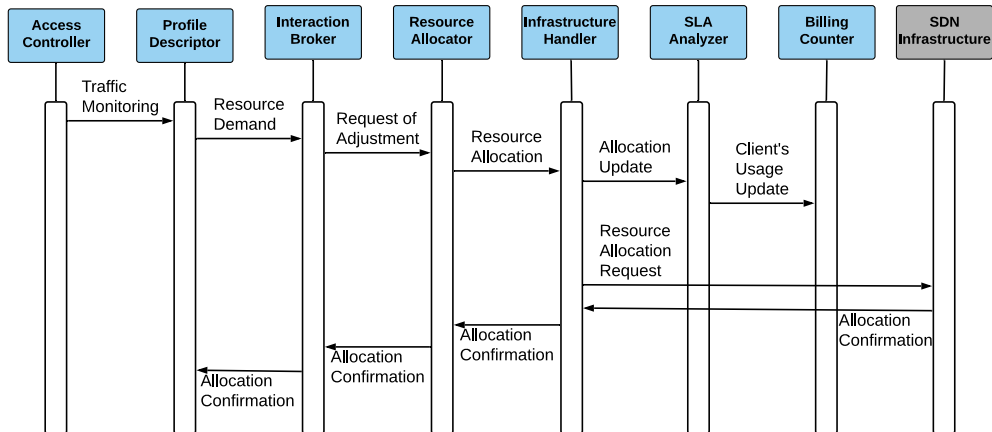 Access
Controller
Profile
Descriptor
Interaction
Broker
Resource
Allocator
Infrastructure
Handler
SLA
Analyzer
Billing
Counter
SDN
Infrastructure
Traffic
Monitoring
Resource
Demand
Request of
Adjustment
Resource
Allocation
Allocation
Update
Client's
Usage
Update
Resource
Allocation
Request
Allocation
Confirmation
Allocation
Confirmation
Allocation
Confirmation
Allocation
Confirmation